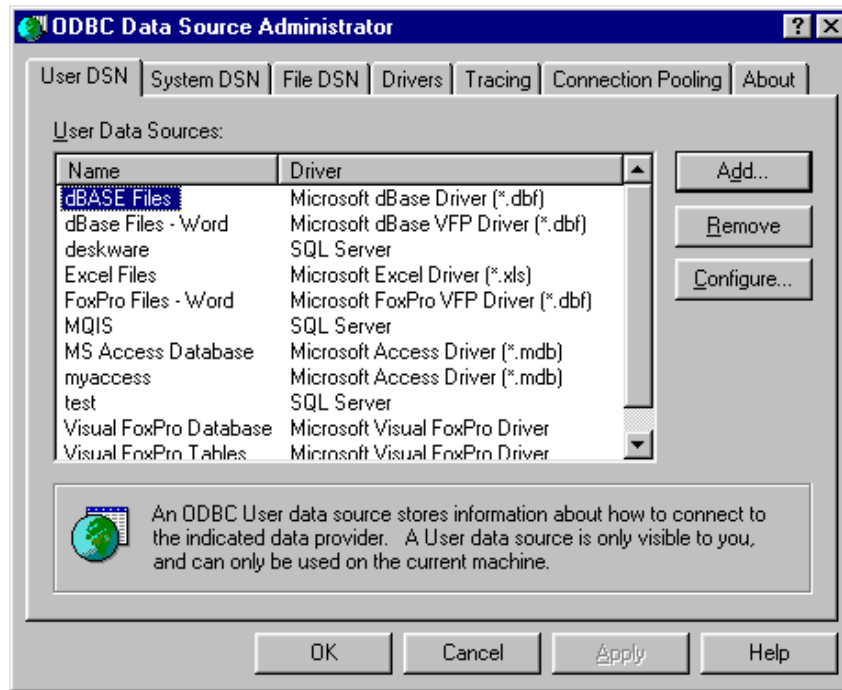 ODBC Data Source Administrator
User DSN System DSN File DSN Drivers Tracing Connection Pooling About
User Data Sources:
Name Driver
dBASE Files Microsoft dBase Driver (*.dbf)
dBase Files - Word Microsoft dBase VFP Driver (*.dbf)
deskware SQL Server
Excel Files Microsoft Excel Driver (*.xls)
FoxPro Files - Word Microsoft FoxPro VFP Driver (*.dbf)
MQIS SQL Server
MS Access Database Microsoft Access Driver (*.mdb)
myaccess Microsoft Access Driver (*.mdb)
test SQL Server
Visual FoxPro Database Microsoft Visual FoxPro Driver
Visual FoxPro Tables Microsoft Visual FoxPro Driver
Add...
Remove
Configure...
An ODBC User data source stores information about how to connect to
the indicated data provider. A User data source is only visible to you,
and can only be used on the current machine.
OK Cancel Apply Help